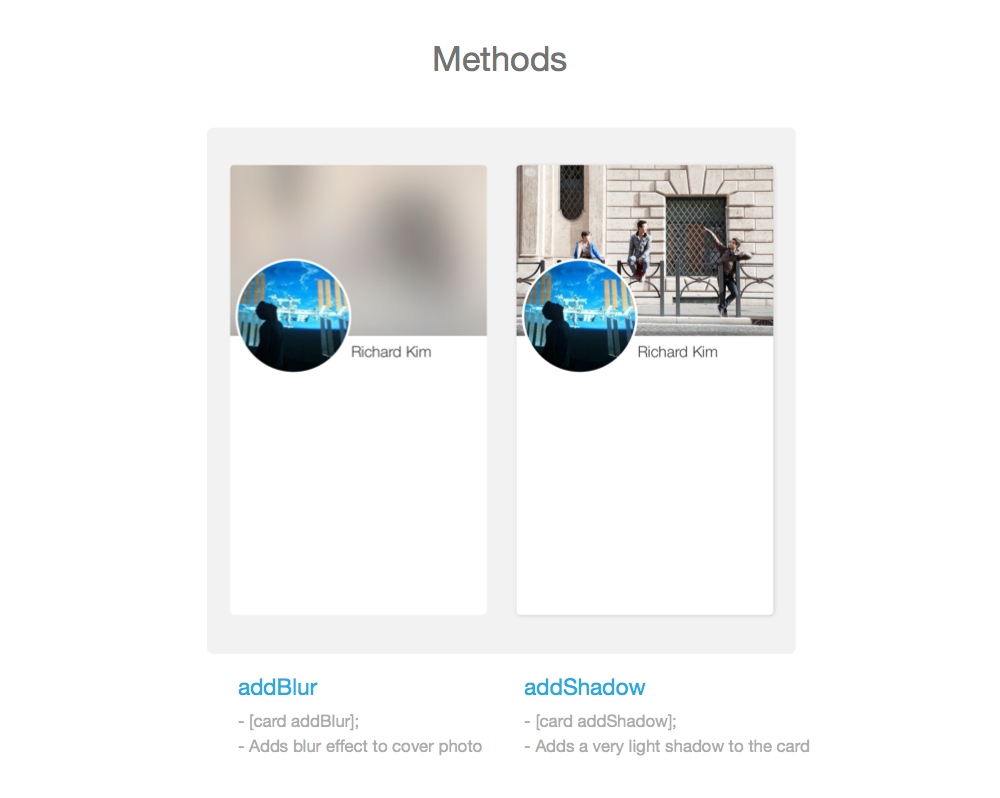 Methods
Richard Kim
Richard Kim
addBlur
- [card addBlur];
- Adds blur effect to cover photo
addShadow
- [card addShadow];
- Adds a very light shadow to the card